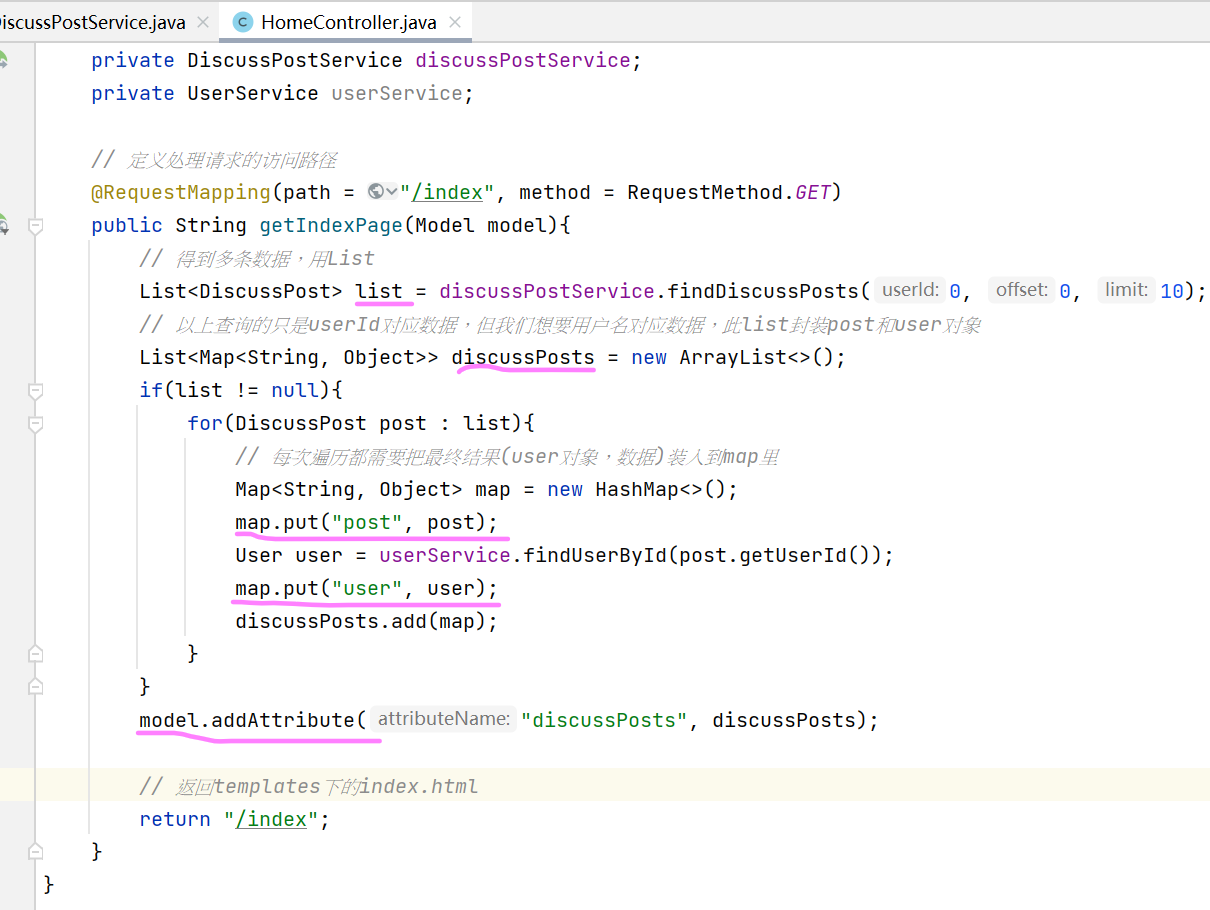 iscussPostService.java HomeController.java
private DiscussPostService discussPostService;
private UserService userService;
// 定义处理请求的访问路径
@RequestMapping(path = "/index", method = RequestMethod.GET)
public String getIndexPage(Model model){
// 得到多条数据，用List
List<DiscussPost> list = discussPostService.findDiscussPosts( userId: 0, offset: 0, limit: 10);
// 以上查询的只是userId对应数据，但我们想要用户名对应数据，此list封装post和user对象
List<Map<String, Object>> discussPosts = new ArrayList<>();
if(list != null){
for(DiscussPost post : list){
// 每次遍历都需要把最终结果(user对象，数据)装人到map里
Map<String, Object> map = new HashMap<>();
map.put("post", post);
User user = userService.findUserById(post.getUserId());
map.put("user", user);
discussPosts.add(map);
}
}
model.addAttribute( attributeName: "discussPosts", discussPosts);
// 返回templates下的index.html
return "/index";
}
}